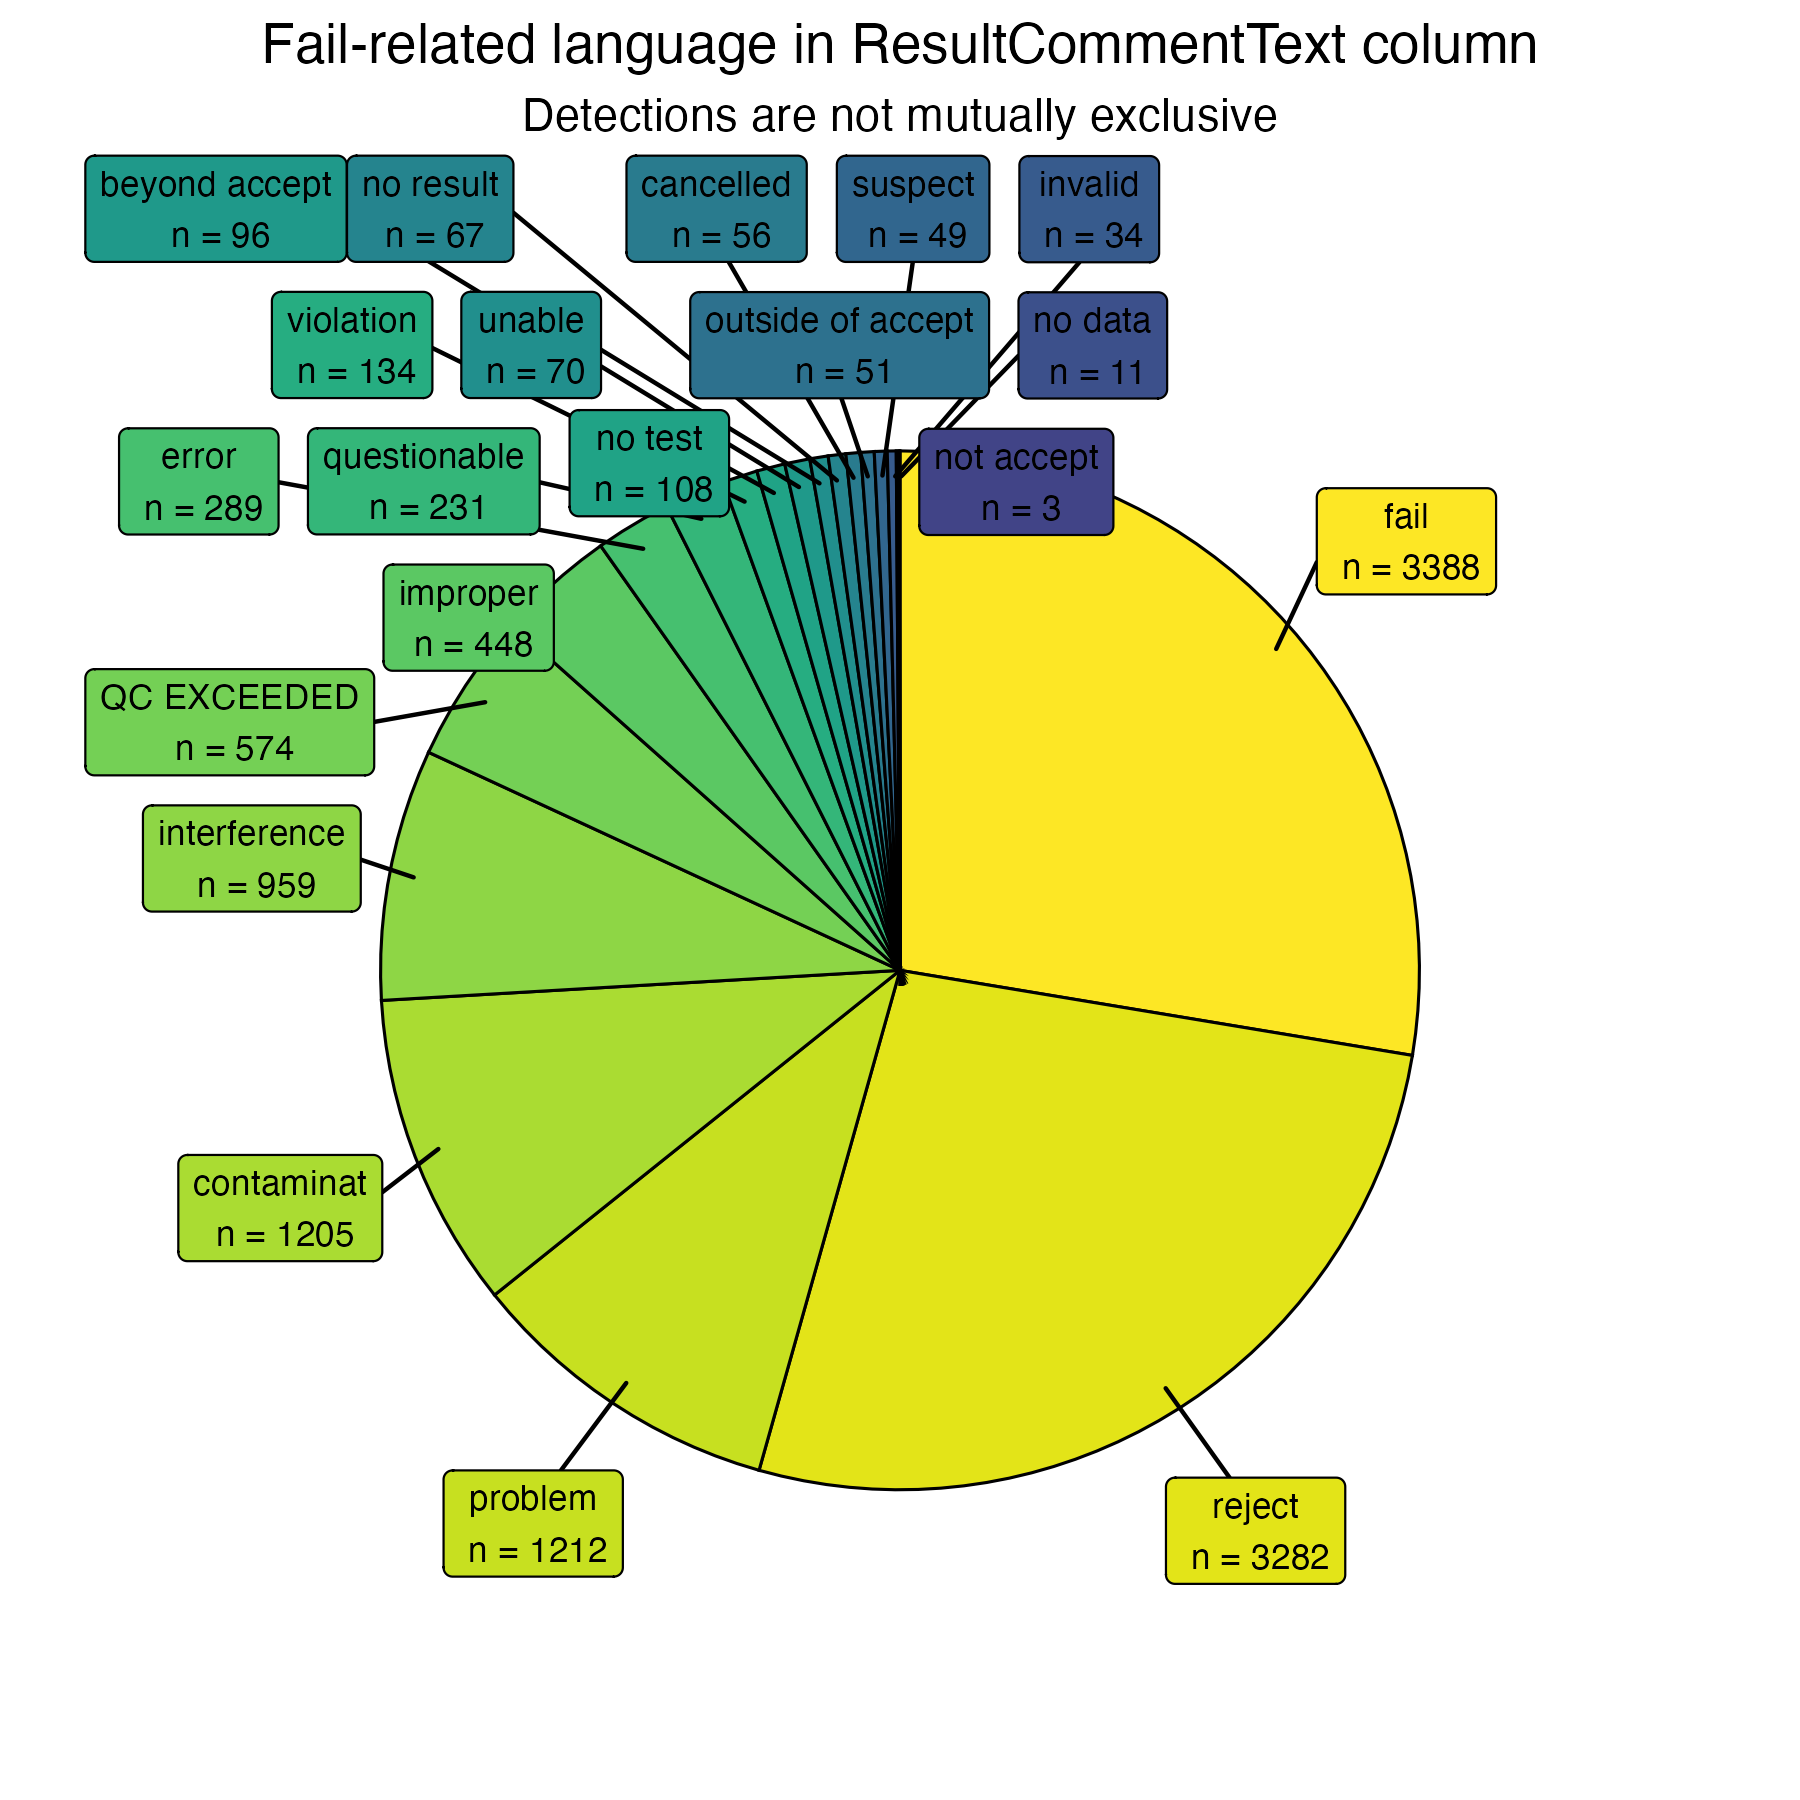 Fail-related language in ResultCommentText column
Detections are not mutually exclusive
beyond accept
n = 96
no result
n = 67
cancelled
n = 56
suspect
n = 49
invalid
n = 34
violation
n = 134
unable
n = 70
outside of accept
n = 51
no data
n = 11
error
n = 289
questionable
n = 231
no test
n = 108
not accept
n = 3
fail
n = 3388
improper
n = 448
QC EXCEEDED
n = 574
interference
n = 959
contaminat
n = 1205
problem
n = 1212
reject
n = 3282